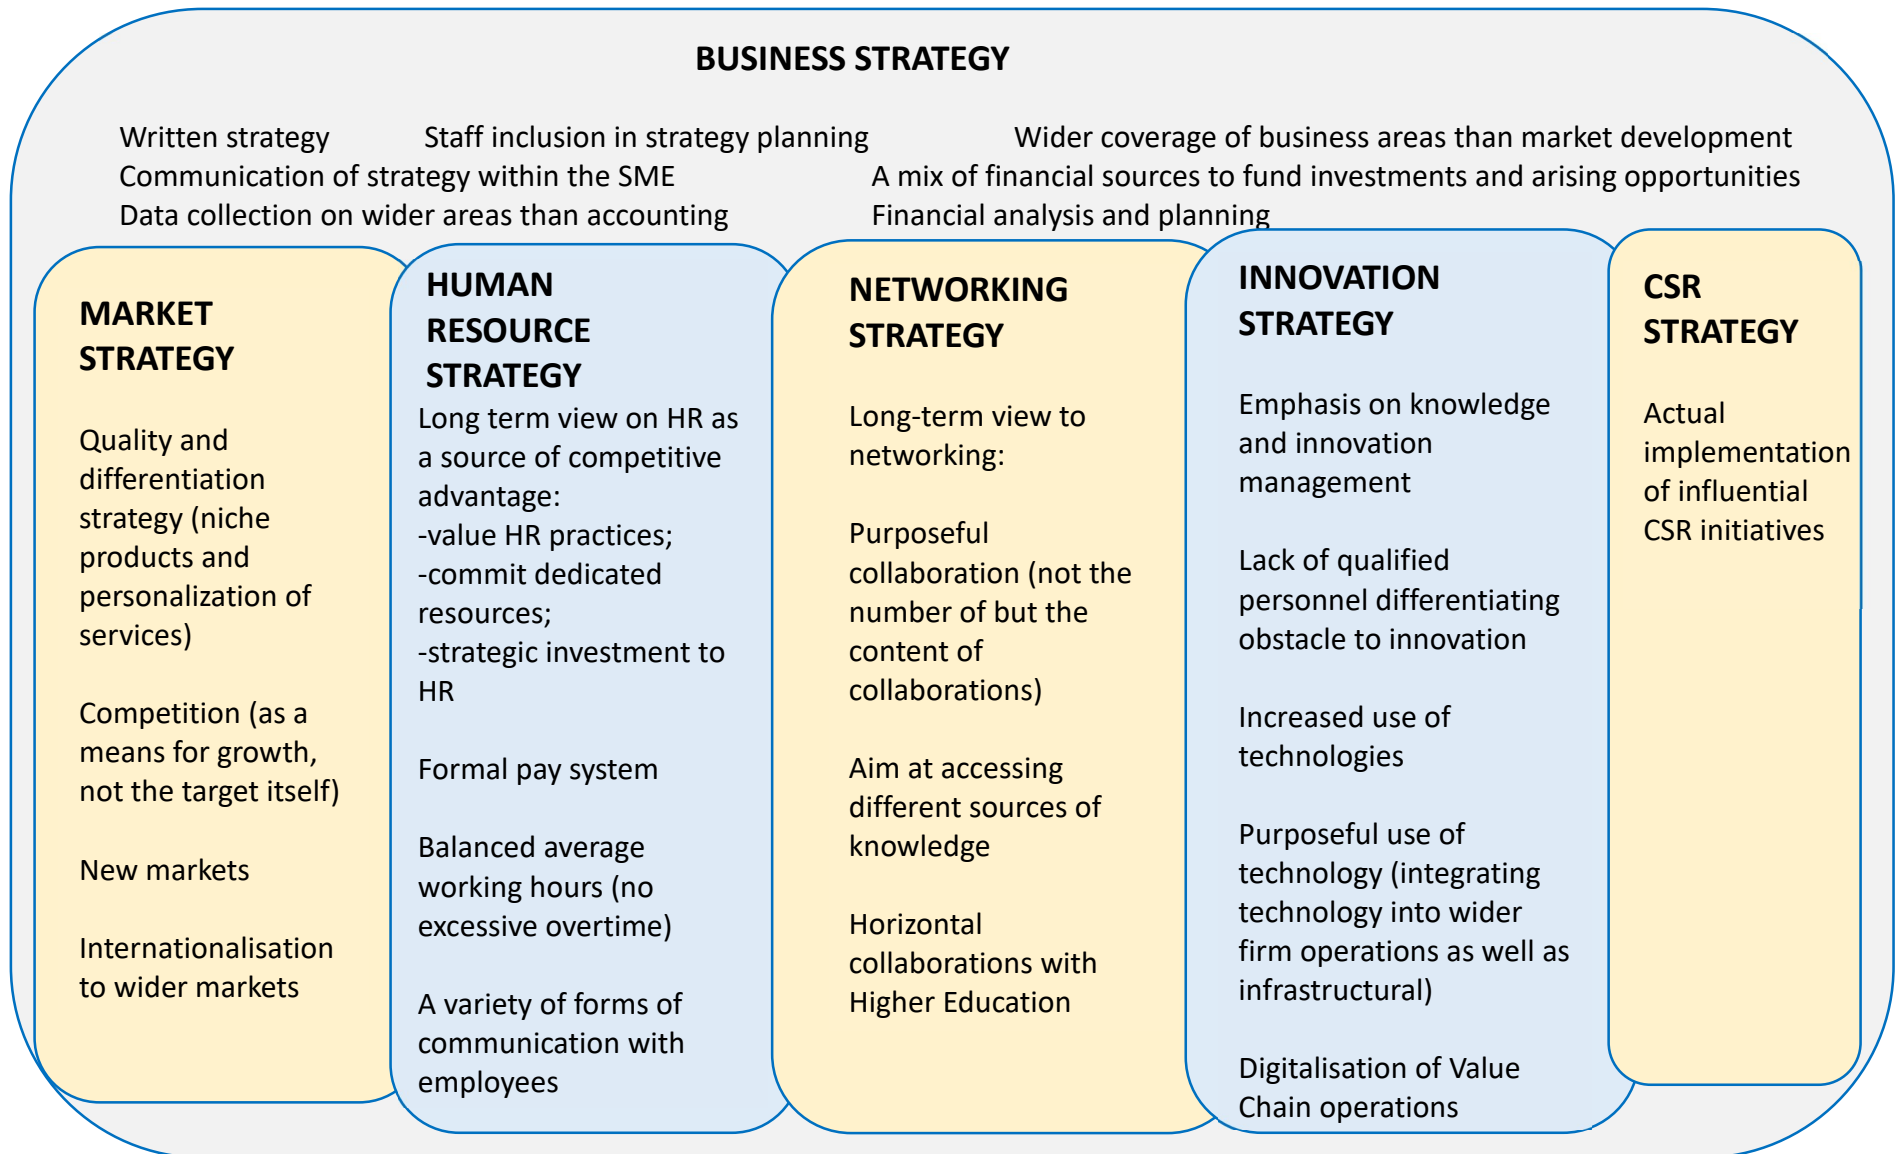 BUSINESS STRATEGY
Written strategy Staff inclusion in strategy planning Wider coverage of business areas than market development
Communication of strategy within the SME A mix of financial sources to fund investments and arising opportunities
Data collection on wider areas than accounting Financial analysis and planning
MARKET
STRATEGY
Quality and
differentiation
strategy (niche
products and
personalization of
services)
Competition (as a
means for growth,
not the target itself)
New markets
Internationalisation
to wider markets
HUMAN
RESOURCE
STRATEGY
Long term view on HR as
a source of competitive
advantage:
-value HR practices;
-commit dedicated
resources;
-strategic investment to
HR
Formal pay system
Balanced average
working hours (no
excessive overtime)
A variety of forms of
communication with
employees
NETWORKING
STRATEGY
Long-term view to
networking:
Purposeful
collaboration (not the
number of but the
content of
collaborations)
Aim at accessing
different sources of
knowledge
Horizontal
collaborations with
Higher Education
INNOVATION
STRATEGY
Emphasis on knowledge
and innovation
management
Lack of qualified
personnel differentiating
obstacle to innovation
Increased use of
technologies
Purposeful use of
technology (integrating
technology into wider
firm operations as well as
infrastructural)
Digitalisation of Value
Chain operations
CSR
STRATEGY
Actual
implementation
of influential
CSR initiatives